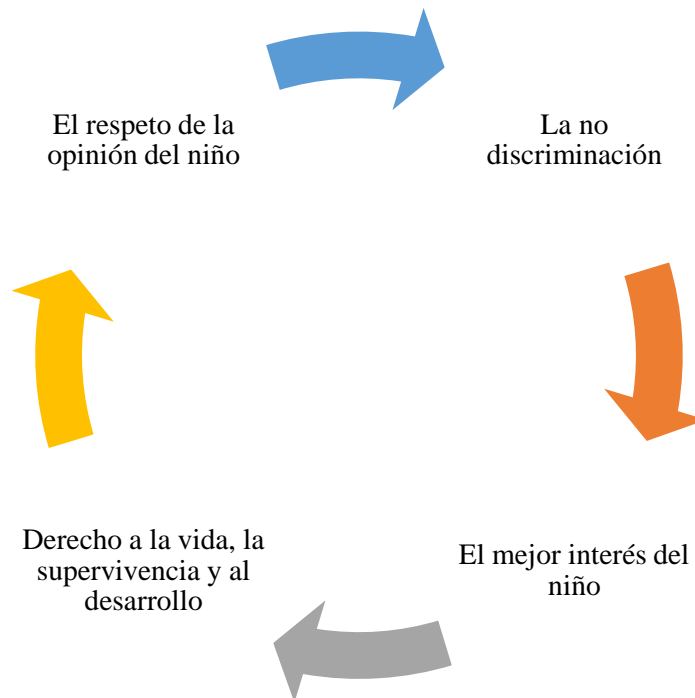 El respeto de la
opinión del niño
La no
discriminación
Derecho a la vida, la
supervivencia y al
desarrollo
El mejor interés del
niño